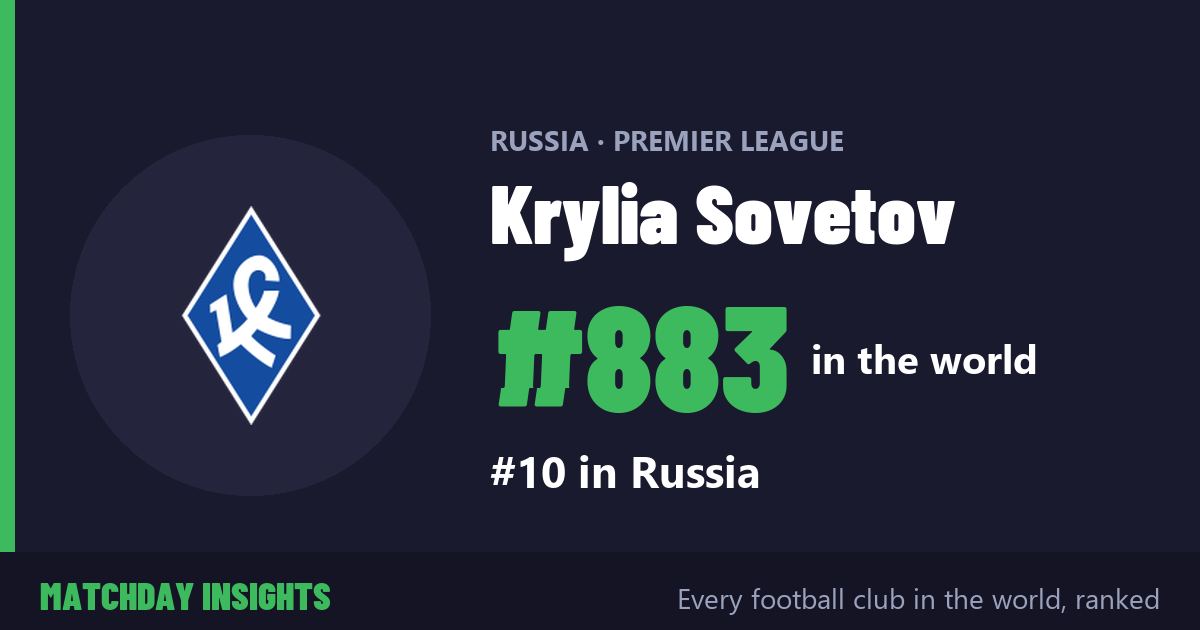 RUSSIA · PREMIER LEAGUE
Krylia Sovetov
#883 in the world
#10 in Russia
MATCHDAY INSIGHTS
Every football club in the world, ranked